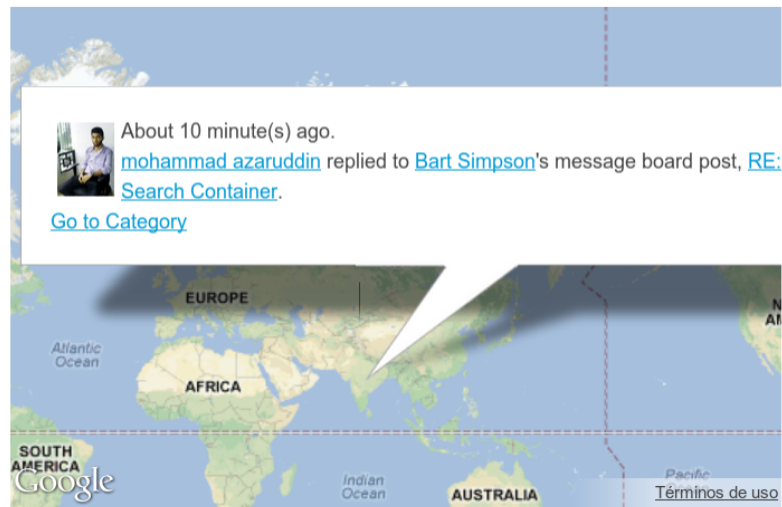 About 10 minute(s) ago.
mohammad azaruddin replied to Bart Simpson's message board post, RE:
Search Container.
Go to Category
EUROPE
N
Atlantic
Ocean
AFRICA
SOUTH
AMERICA
Google
Indian
Ocean
AUSTRALIA
Pacific
Términos de uso